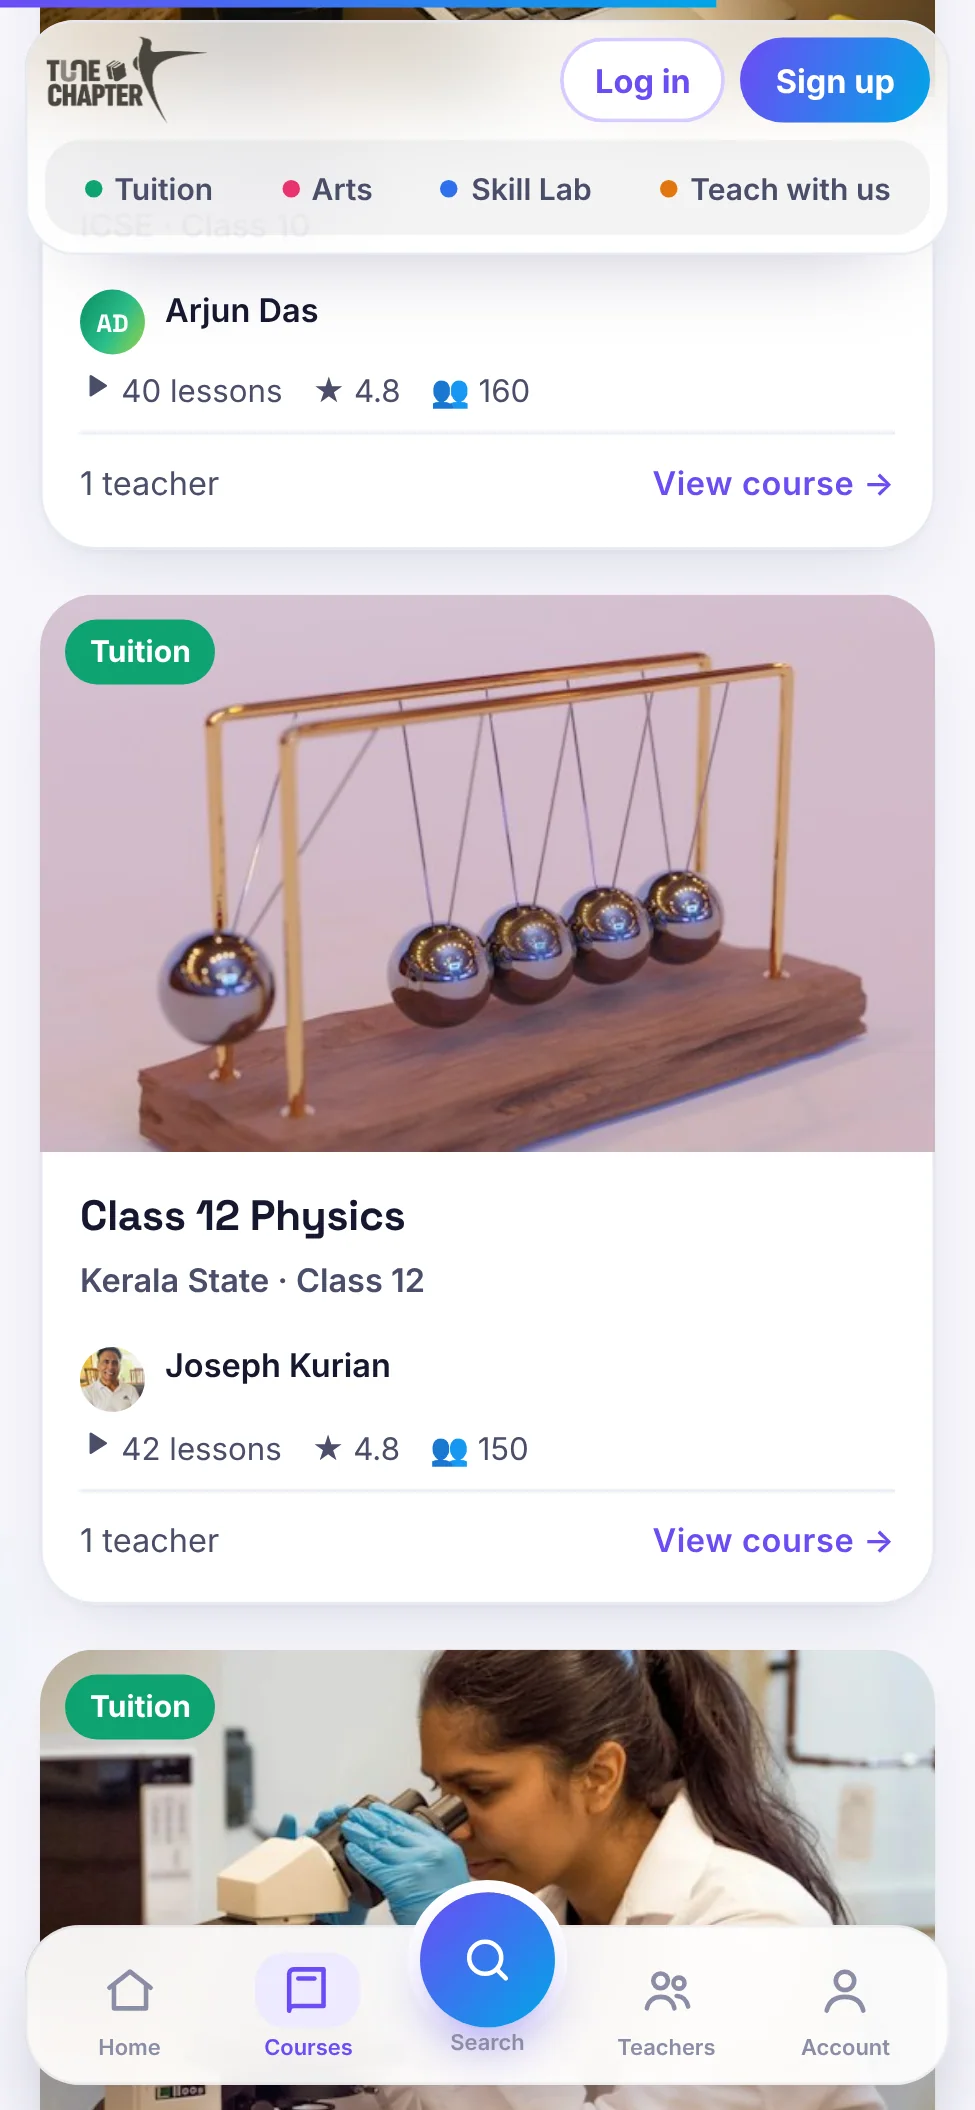 TUNE
CHAPTER
Log in
Sign up
Tuition
Arts
Skill Lab
Teach with us
ICSE · Class 10
AD
Arjun Das
40 lessons ★ 4.8 👥 160
1 teacher
View course →
Tuition
Class 12 Physics
Kerala State · Class 12
Joseph Kurian
42 lessons ★ 4.8 👥 150
1 teacher
View course →
Tuition
Home
Courses
Search
Teachers
Account